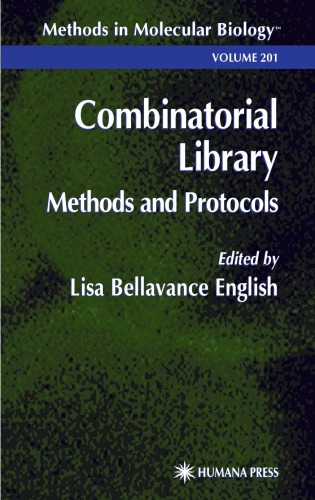 Methods in Molecular Biology™
VOLUME 201
Combinatorial
Library
Methods and Protocols
Edited by
Lisa Bellavance English
HUMANA PRESS